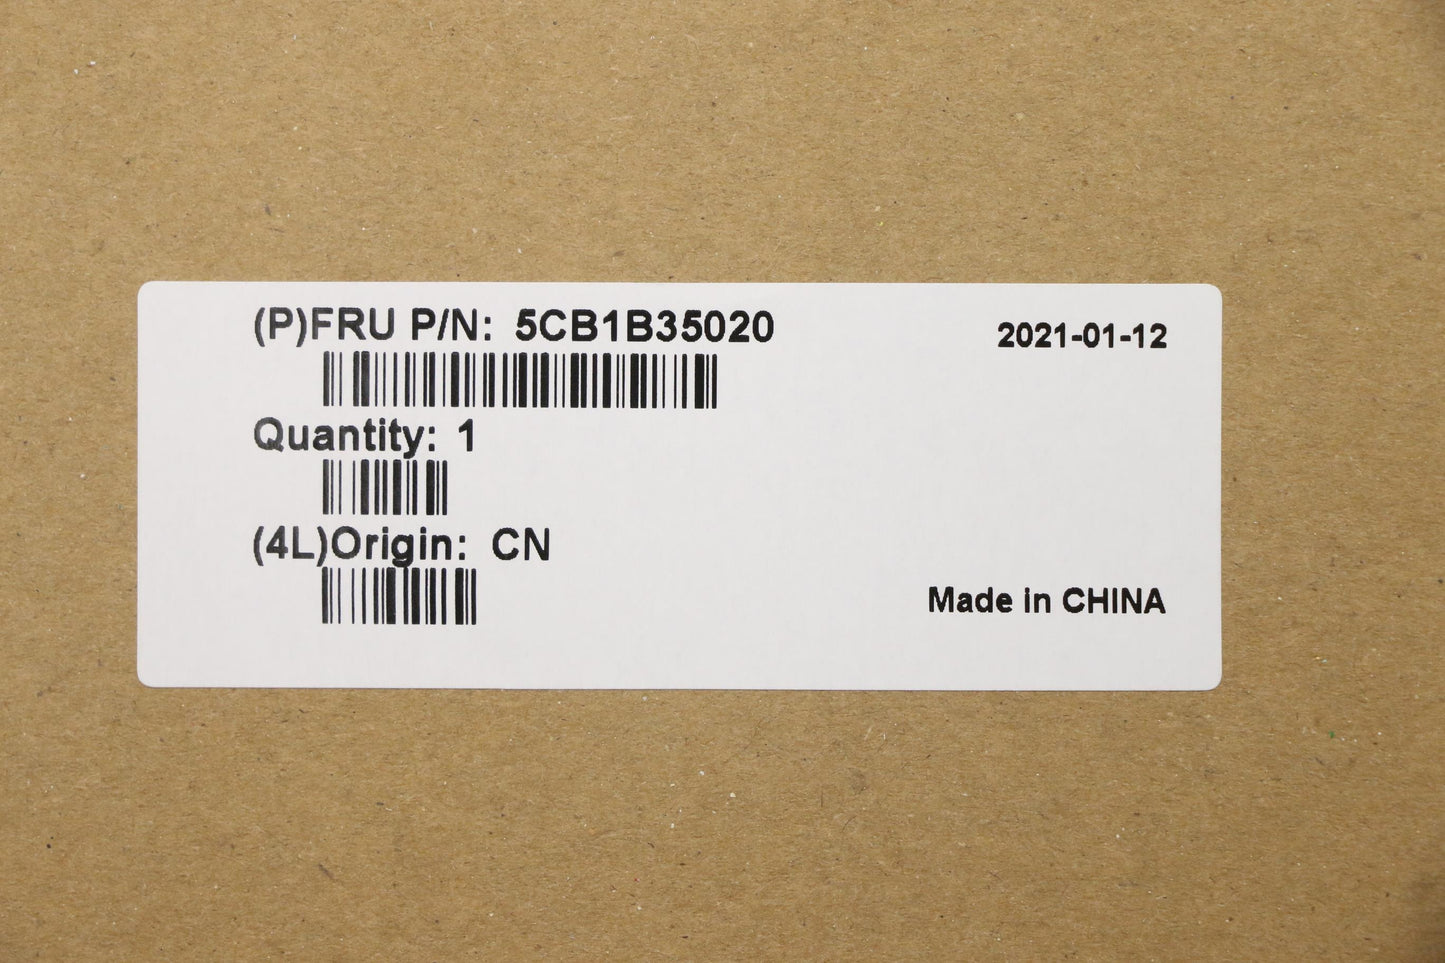 (P)FRU P/N: 5CB1B35020
2021-01-12
Quantity: 1
(4L)Origin: CN
Made in CHINA